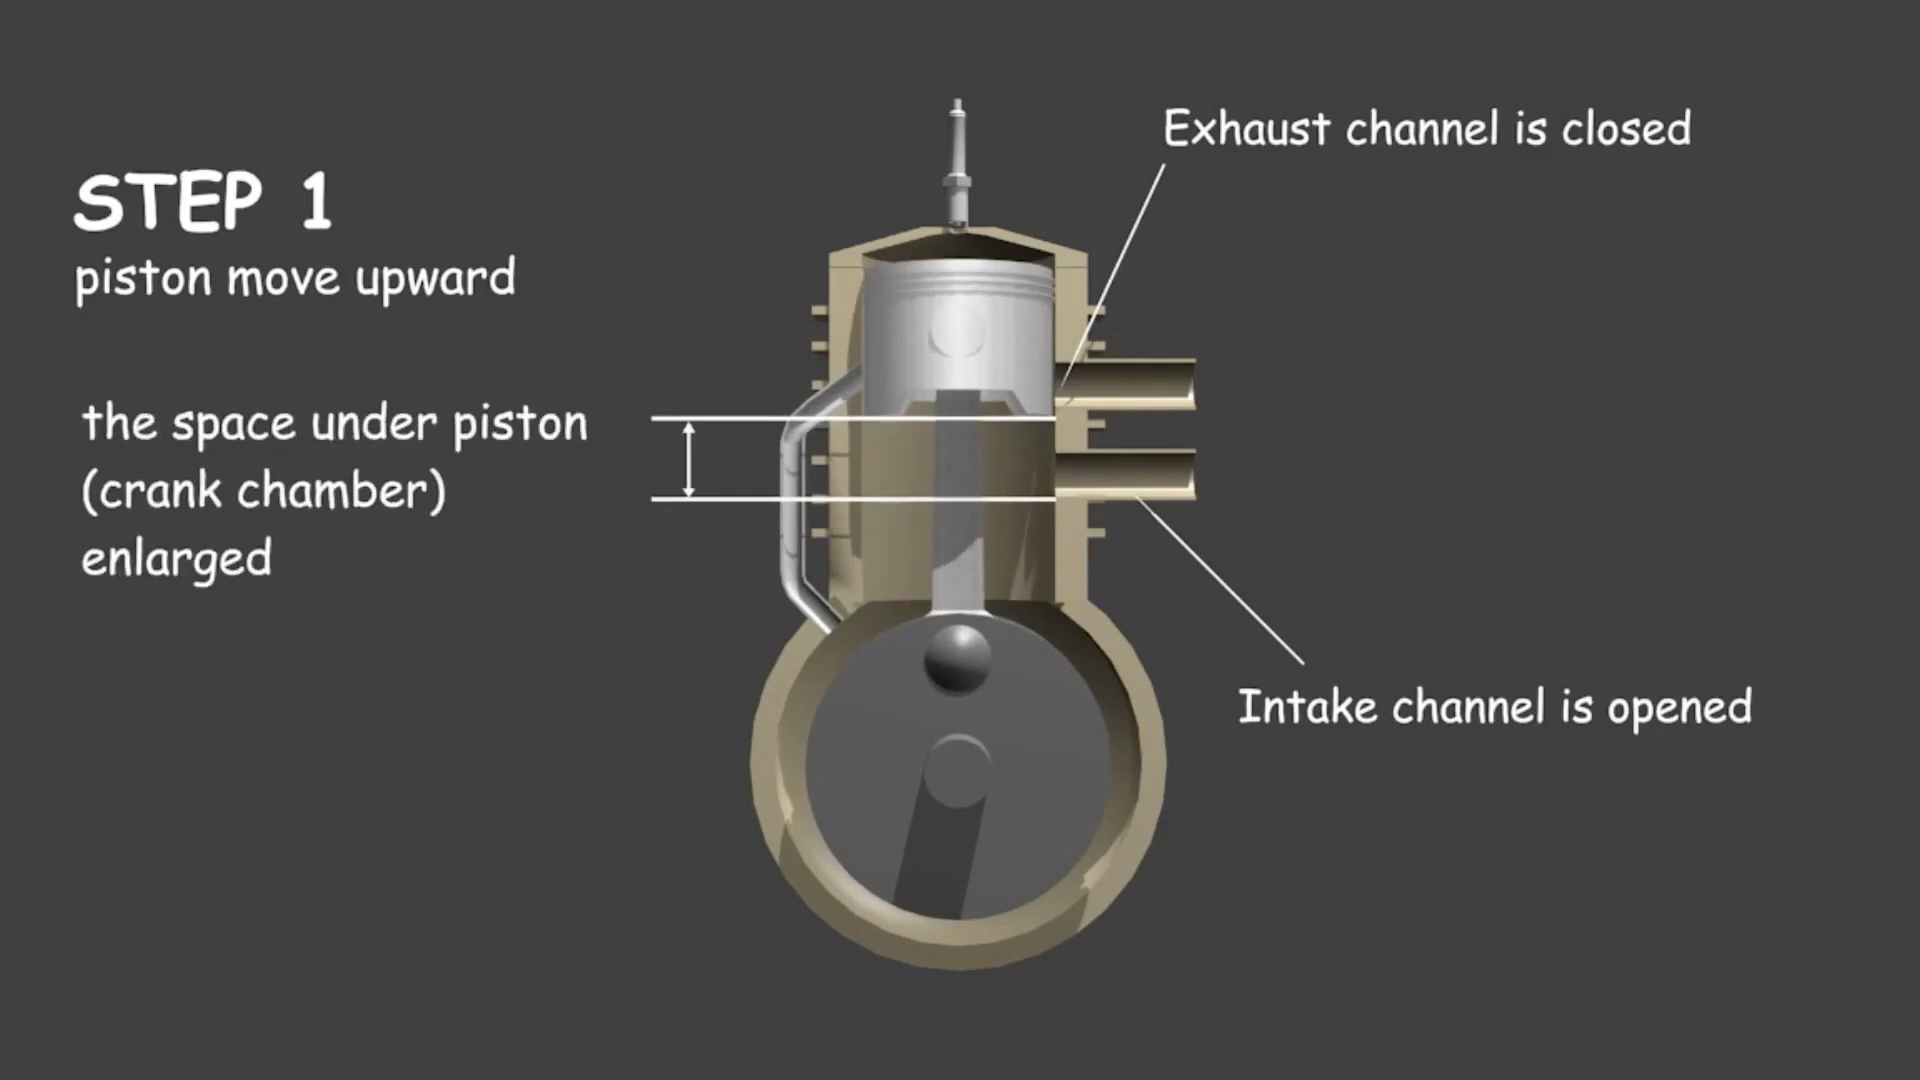 STEP 1
piston move upward
the space under piston
(crank chamber)
enlarged
Exhaust channel is closed
Intake channel is opened